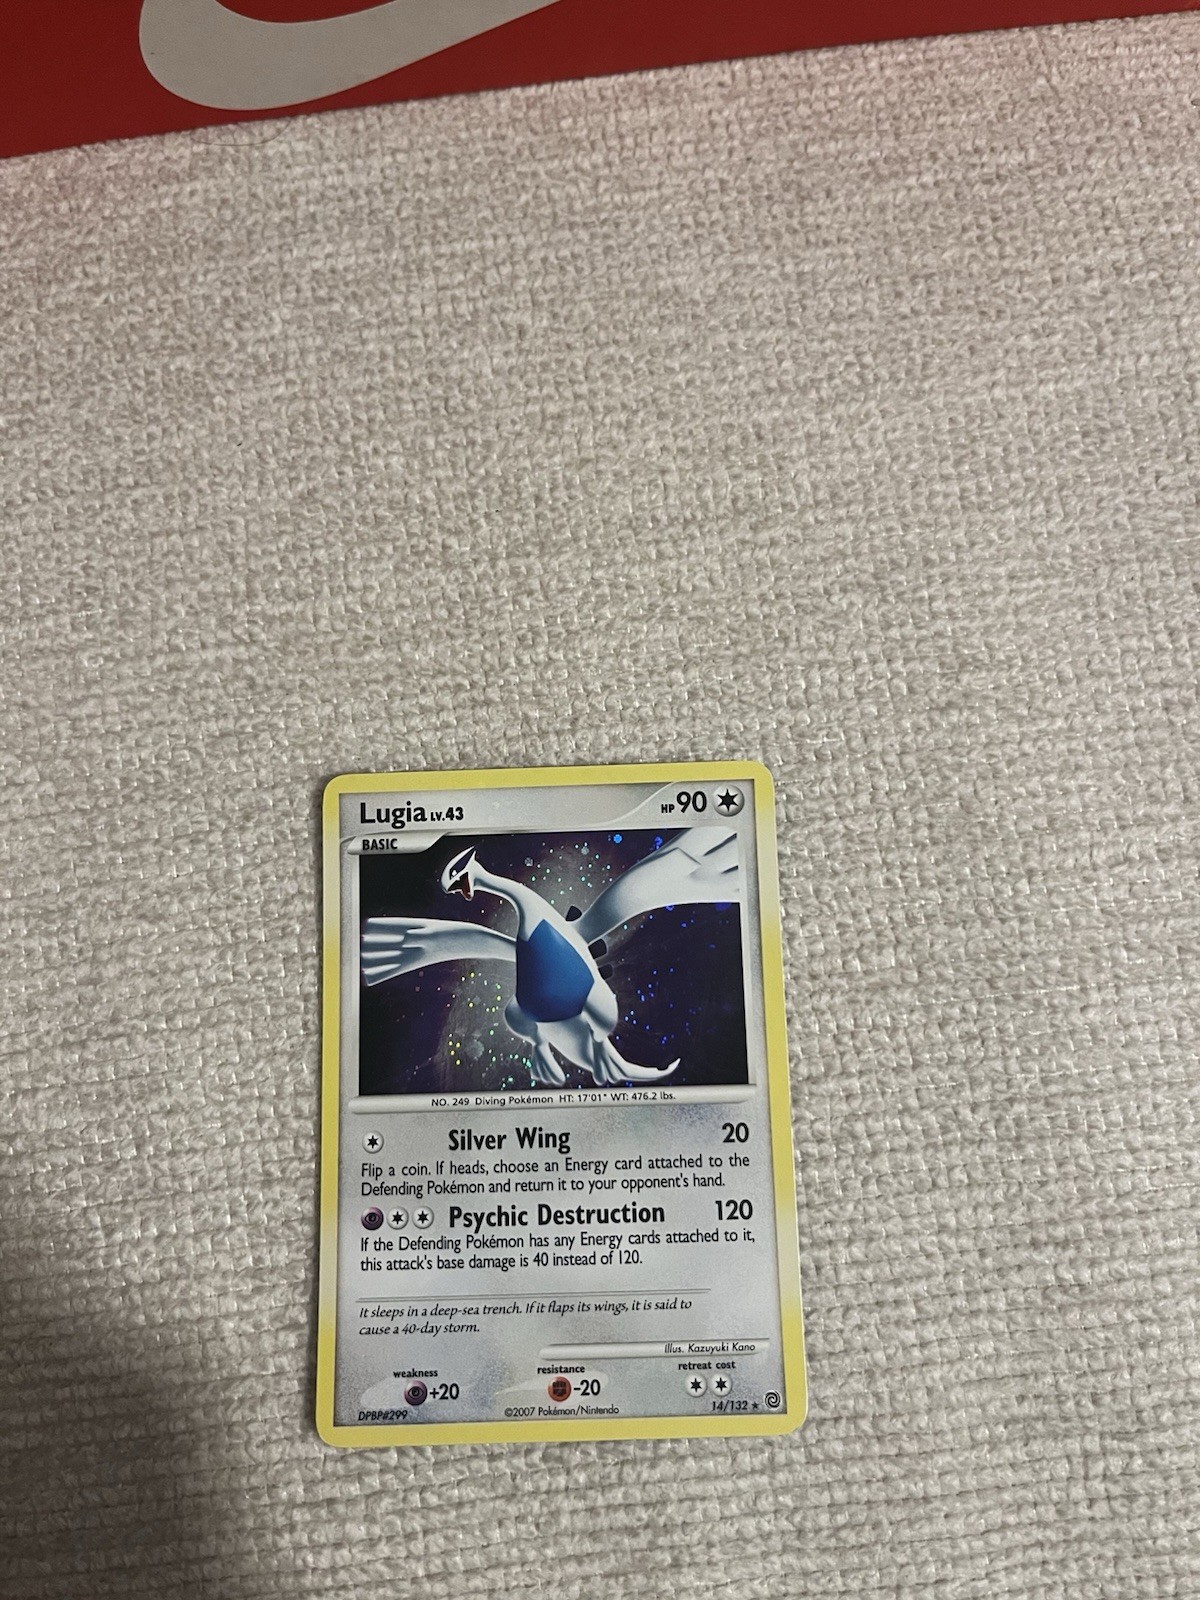 Lugia LV.43 HP 90
BASIC
NO. 249 Diving Pokémon HT: 17'01" WT: 476.2 lbs.
Silver Wing 20
Flip a coin. If heads, choose an Energy card attached to the
Defending Pokémon and return it to your opponent's hand.
Psychic Destruction 120
If the Defending Pokémon has any Energy cards attached to it,
this attack's base damage is 40 instead of 120.
It sleeps in a deep-sea trench. If it flaps its wings, it is said to
cause a 40-day storm.
Illus. Kazuyuki Kano
weakness resistance retreat cost
+20 -20
DPBP#299 ©2007 Pokémon/Nintendo 14/132 ★